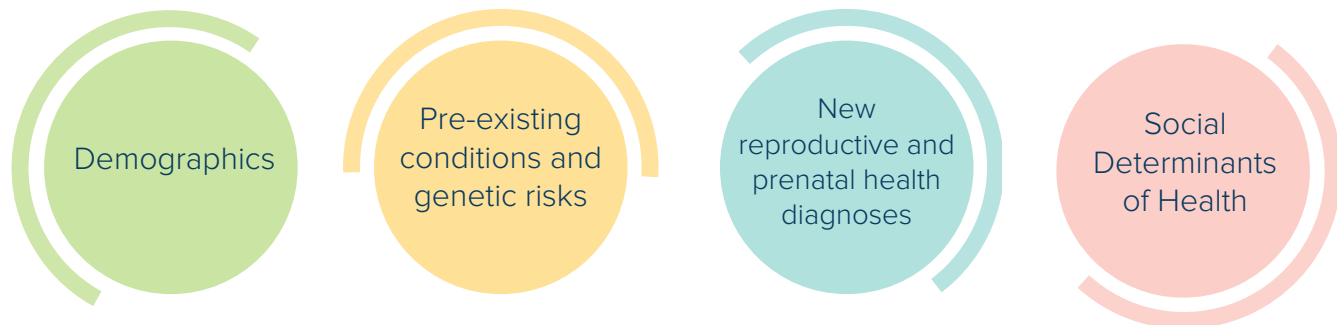 Demographics
Pre-existing
conditions and
genetic risks
New
reproductive and
prenatal health
diagnoses
Social
Determinants
of Health